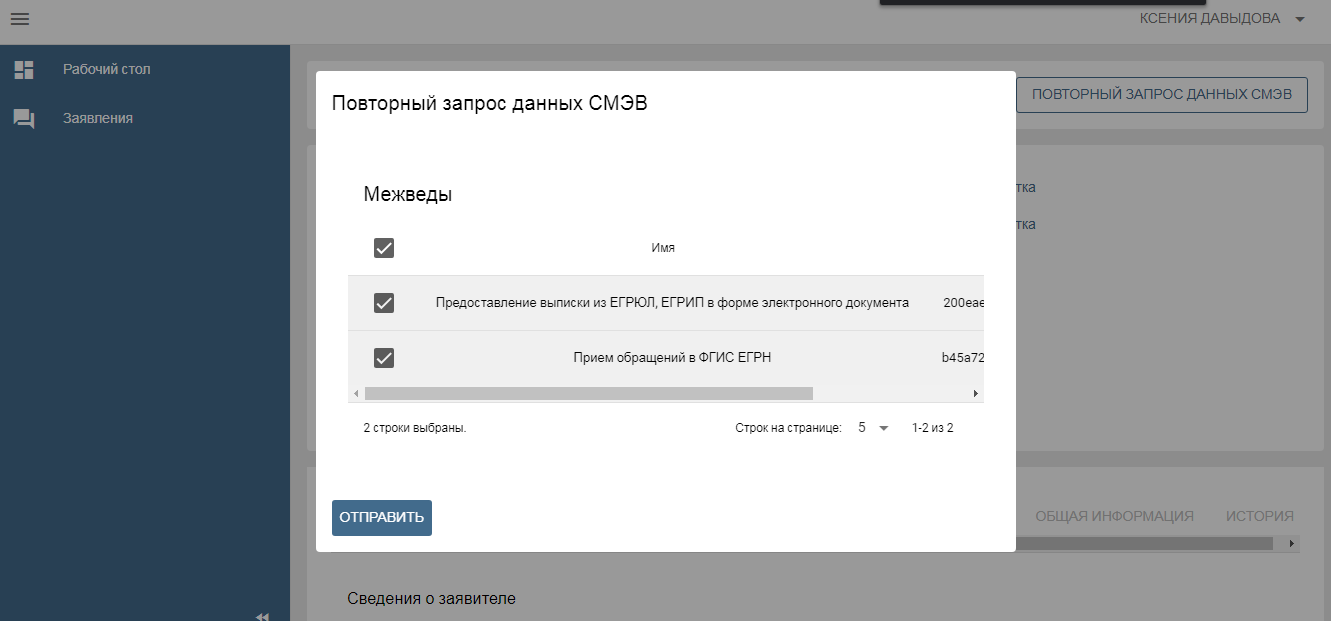 КСЕНИЯ ДАВЫДОВА
Рабочий стол
Заявления
Повторный запрос данных СМЭВ
ПОВТОРНЫЙ ЗАПРОС ДАННЫХ СМЭВ
тка
тка
Межведы
Имя
Предоставление выписки из ЕГРЮЛ, ЕГРИП в форме электронного документа 200eae
Прием обращений в ФГИС ЕГРН b45a72
2 строки выбраны. Строк на странице: 5 1-2 из 2
ОТПРАВИТЬ
ОБЩАЯ ИНФОРМАЦИЯ ИСТОРИЯ
Сведения о заявителе